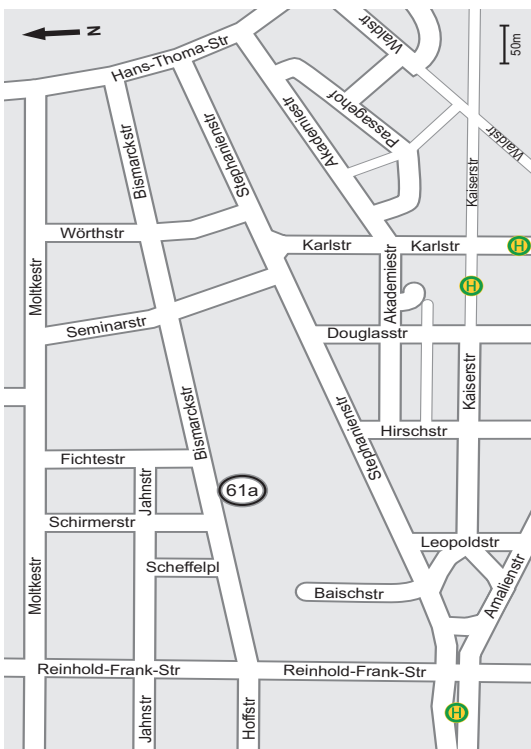 N
50m
Hans-Thoma-Str
Waldstr
Passagehof
Akademiestr
Stephanienstr
Bismarckstr
Waldstr
Kaiserstr
Wörthstr
Karlstr
Karlstr
H
Moltkestr
Akademiestr
H
Seminarstr
Douglasstr
Kaiserstr
Bismarckstr
Stephanienstr
Hirschstr
Fichtestr
Jahnstr
61a
Schirmerstr
Leopoldstr
Scheffelpl
Moltkestr
Baischstr
Amalienstr
Reinhold-Frank-Str
Reinhold-Frank-Str
Jahnstr
Hoffstr
H